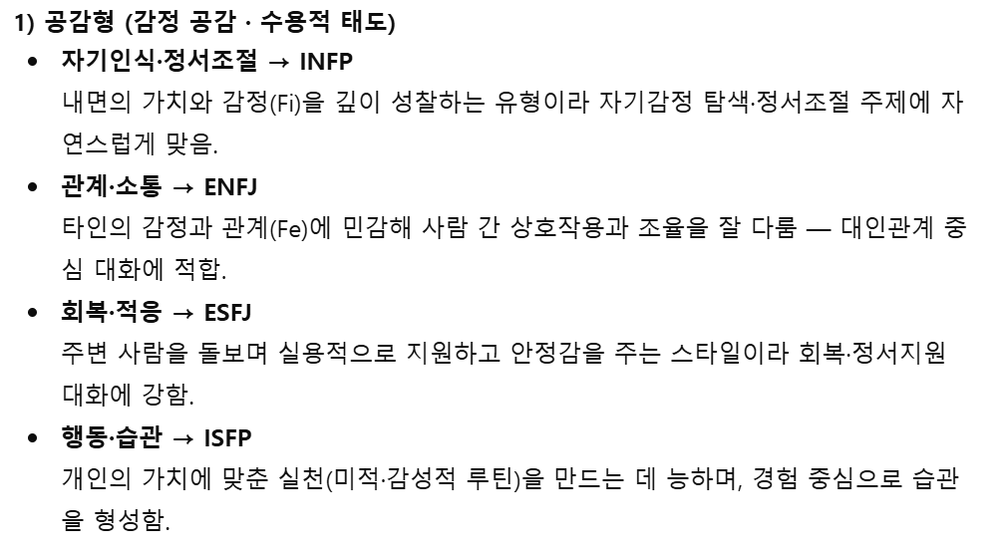 1) 공감형 (감정 공감 · 수용적 태도)
• 자기인식·정서조절 → INFP
내면의 가치와 감정(Fi)을 깊이 성찰하는 유형이라 자기감정 탐색·정서조절 주제에 자
연스럽게 맞음.
• 관계·소통 → ENFJ
타인의 감정과 관계(Fe)에 민감해 사람 간 상호작용과 조율을 잘 다룸 — 대인관계 중
심 대화에 적합.
• 회복·적응 → ESFJ
주변 사람을 돌보며 실용적으로 지원하고 안정감을 주는 스타일이라 회복·정서지원
대화에 강함.
• 행동·습관 → ISFP
개인의 가치에 맞춘 실천(미적·감성적 루틴)을 만드는 데 능하며, 경험 중심으로 습관
을 형성함.